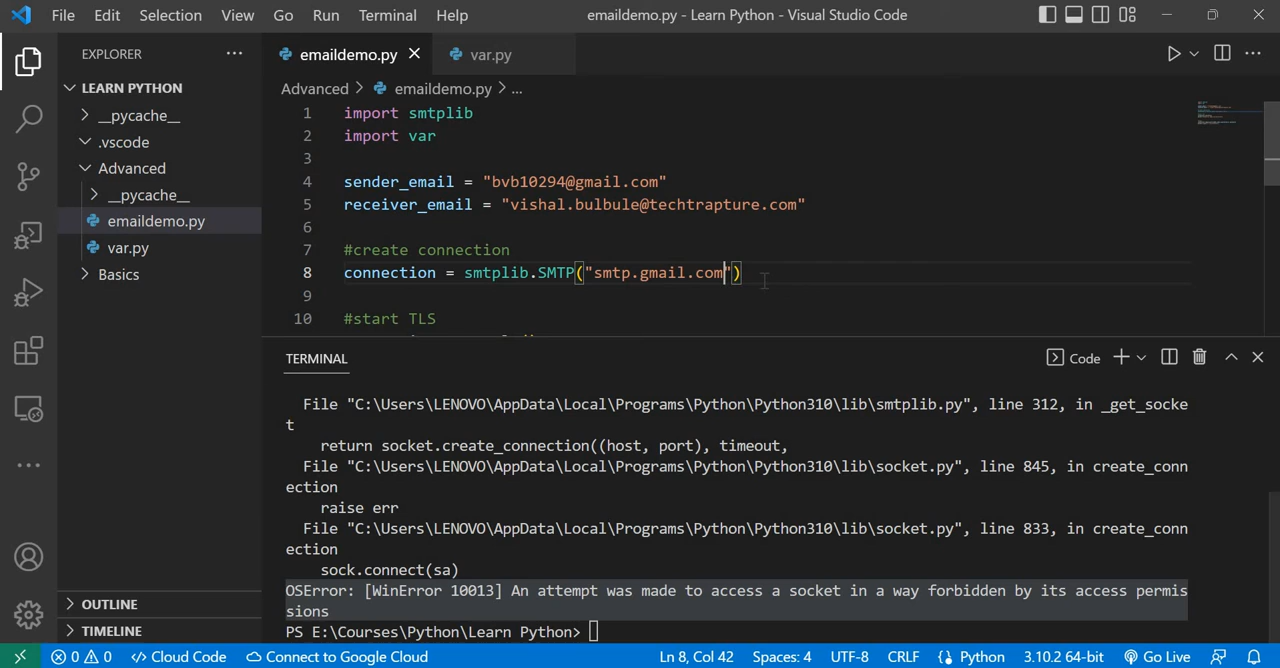 File Edit Selection View Go Run Terminal Help emaildemo.py - Learn Python - Visual Studio Code
EXPLORER
emaildemo.py
var.py
LEARN PYTHON
__pycache__
.vscode
Advanced
__pycache__
emaildemo.py
var.py
Basics
OUTLINE
TIMELINE
Advanced > emaildemo.py > ...
1 import smtplib
2 import var
3
4 sender_email = "bvb10294@gmail.com"
5 receiver_email = "vishal.bulbule@techtrapture.com"
6
7 #create connection
8 connection = smtplib.SMTP("smtp.gmail.com")
9
10 #start TLS
TERMINAL
Code
File "C:\Users\LENOVO\AppData\Local\Programs\Python\Python310\lib\smtplib.py", line 312, in _get_socke
t
return socket.create_connection((host, port), timeout,
File "C:\Users\LENOVO\AppData\Local\Programs\Python\Python310\lib\socket.py", line 845, in create_conn
ection
raise err
File "C:\Users\LENOVO\AppData\Local\Programs\Python\Python310\lib\socket.py", line 833, in create_conn
ection
sock.connect(sa)
OSError: [WinError 10013] An attempt was made to access a socket in a way forbidden by its access permis
sions
PS E:\Courses\Python\Learn Python>
0 0 Cloud Code Connect to Google Cloud Ln 8, Col 42 Spaces: 4 UTF-8 CRLF Python 3.10.2 64-bit Go Live